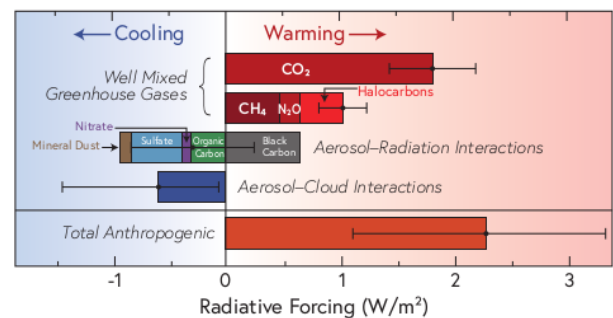 Cooling
Warming
Well Mixed
Greenhouse Gases
CO₂
CH₄
N₂O
Halocarbons
Nitrate
Mineral Dust
Sulfate
Organic
Carbon
Black
Carbon
Aerosol–Radiation Interactions
Aerosol–Cloud Interactions
Total Anthropogenic
-1
0
1
2
3
Radiative Forcing (W/m²)